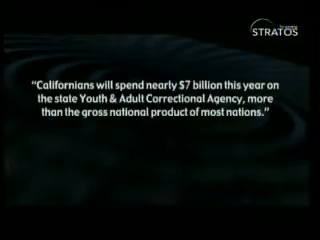 STRATOS
“Californians will spend nearly $7 billion this year on
the state Youth & Adult Correctional Agency, more
than the gross national product of most nations.”